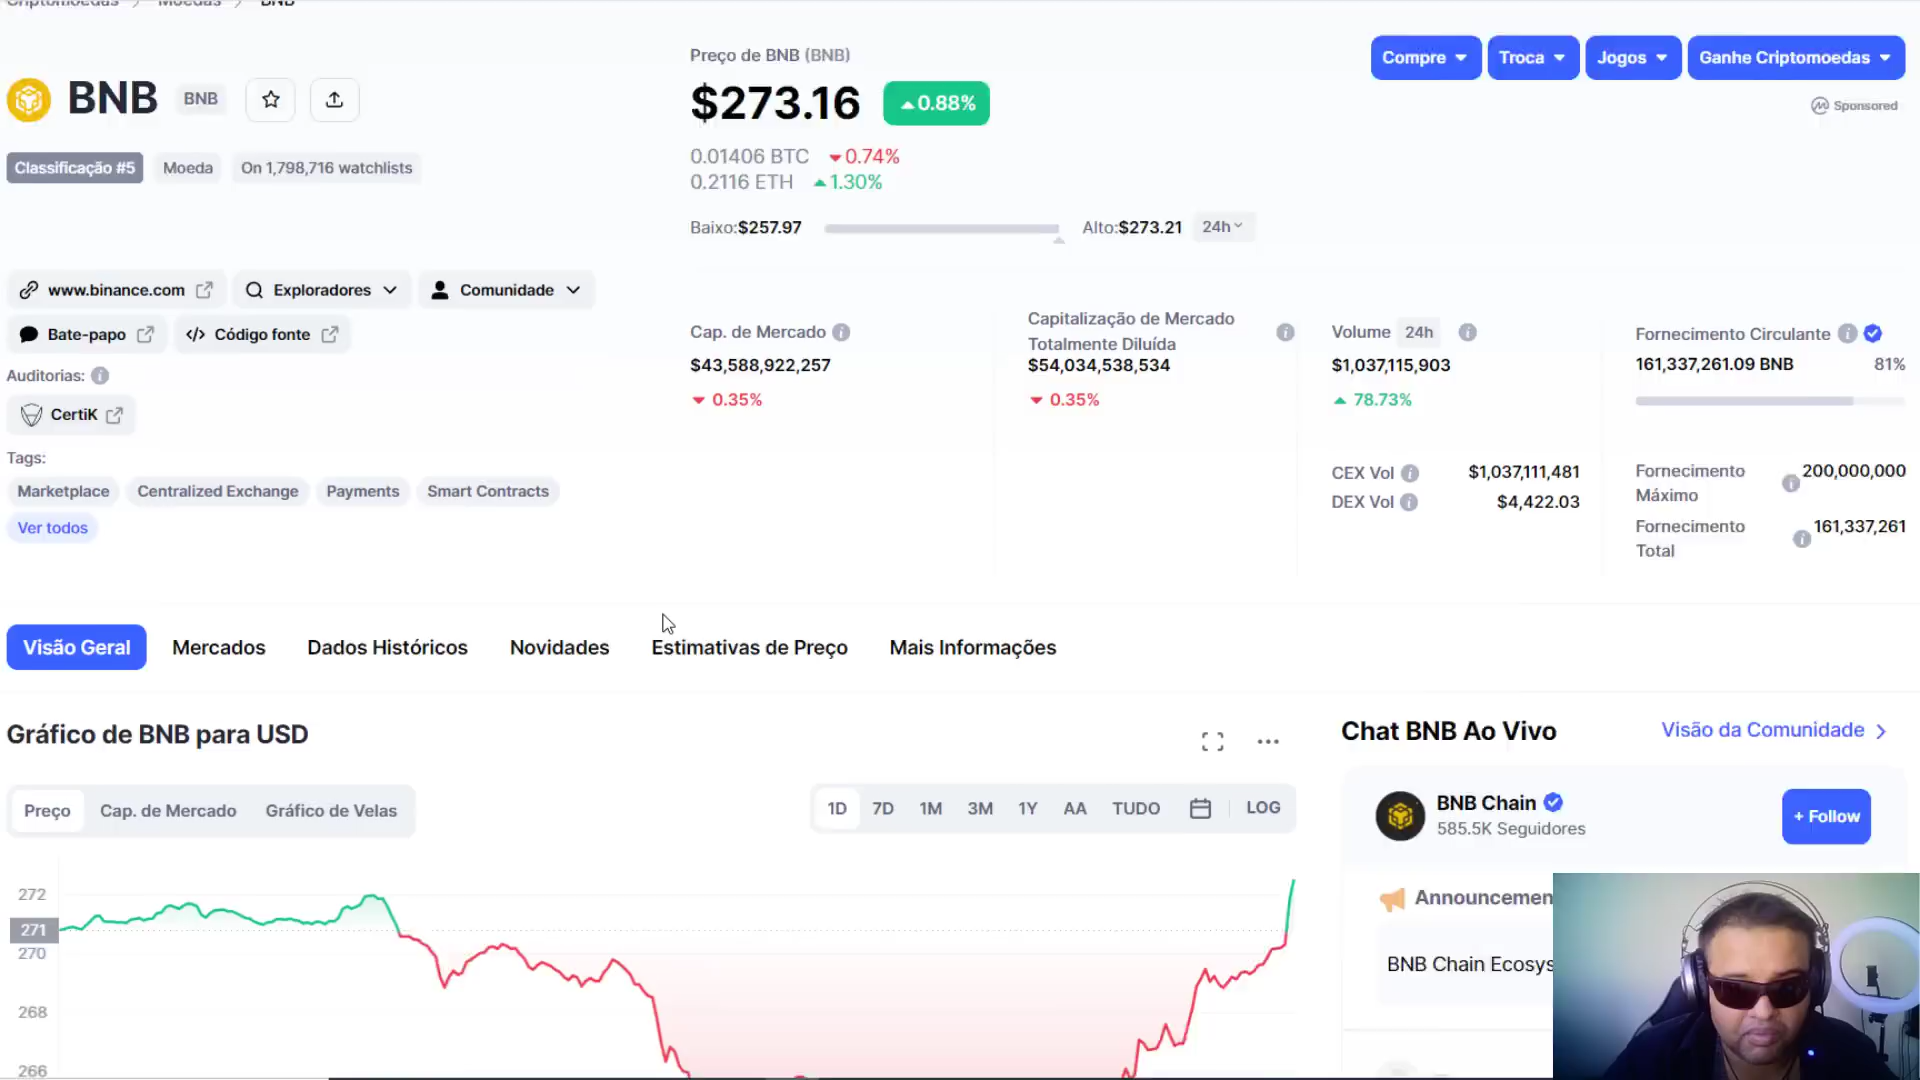 Criptomoedas
Moedas
BNB
BNB
BNB
Classificação #5
Moeda
On 1,798,716 watchlists
Preço de BNB (BNB)
$273.16
0.88%
0.01406 BTC
0.74%
0.2116 ETH
1.30%
Baixo:$257.97
Alto:$273.21
24h
Compre
Troca
Jogos
Ganhe Criptomoedas
Sponsored
www.binance.com
Exploradores
Comunidade
Bate-papo
Código fonte
Auditorias:
CertiK
Tags:
Marketplace
Centralized Exchange
Payments
Smart Contracts
Ver todos
Cap. de Mercado
$43,588,922,257
0.35%
Capitalização de Mercado
Totalmente Diluída
$54,034,538,534
0.35%
Volume
24h
$1,037,115,903
78.73%
CEX Vol
$1,037,111,481
DEX Vol
$4,422.03
Fornecimento Circulante
161,337,261.09 BNB
81%
Fornecimento
Máximo
200,000,000
Fornecimento
Total
161,337,261
Visão Geral
Mercados
Dados Históricos
Novidades
Estimativas de Preço
Mais Informações
Gráfico de BNB para USD
Preço
Cap. de Mercado
Gráfico de Velas
1D
7D
1M
3M
1Y
AA
TUDO
LOG
272
271
270
268
266
Chat BNB Ao Vivo
Visão da Comunidade
BNB Chain
585.5K Seguidores
+ Follow
Announcemen
BNB Chain Ecosys